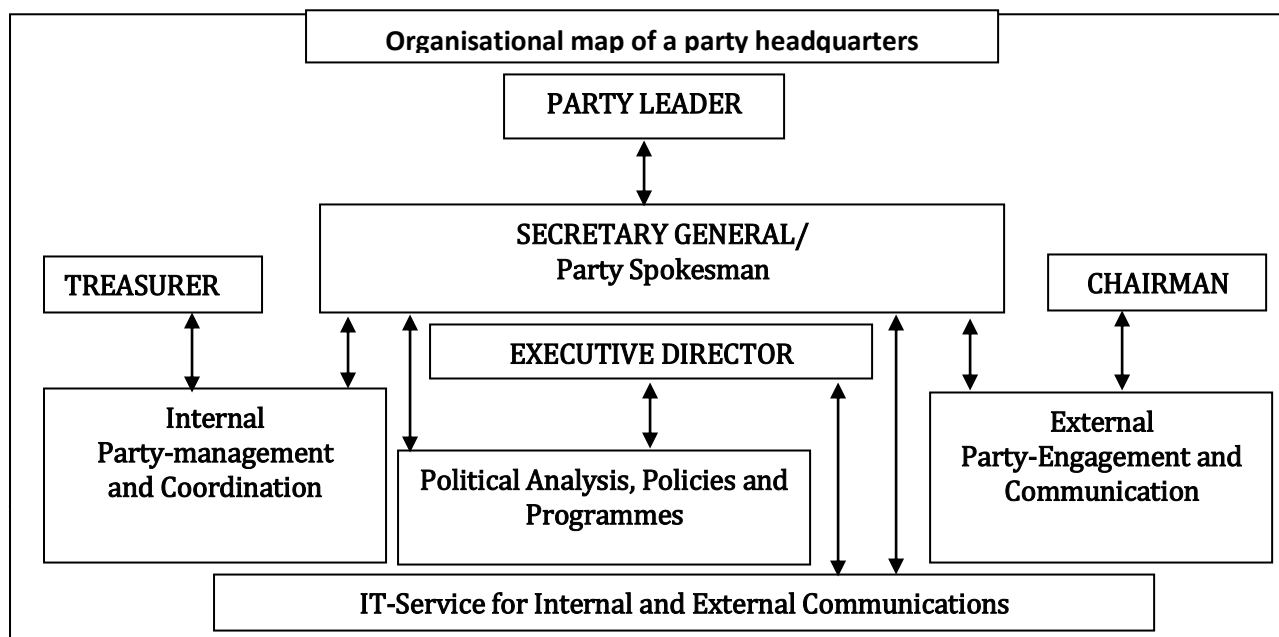 Organisational map of a party headquarters
PARTY LEADER
SECRETARY GENERAL/
Party Spokesman
TREASURER
CHAIRMAN
EXECUTIVE DIRECTOR
Internal
Party-management
and Coordination
External
Party-Engagement and
Communication
Political Analysis, Policies and
Programmes
IT-Service for Internal and External Communications